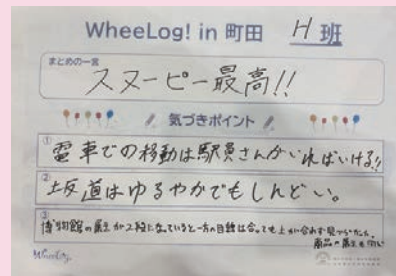 WheeLog! in 町田 H 班
まとめの一言
スヌーピー最高!!
気づきポイント
① 電車での移動は駅員さんがいればいける!!
② 坂道はゆるやかでもしんどい。
③ 博物館の展示が2段になっていると一方の目線は合っても上が合わず見づらかった。
商品の展示も同じ
WheeLog!